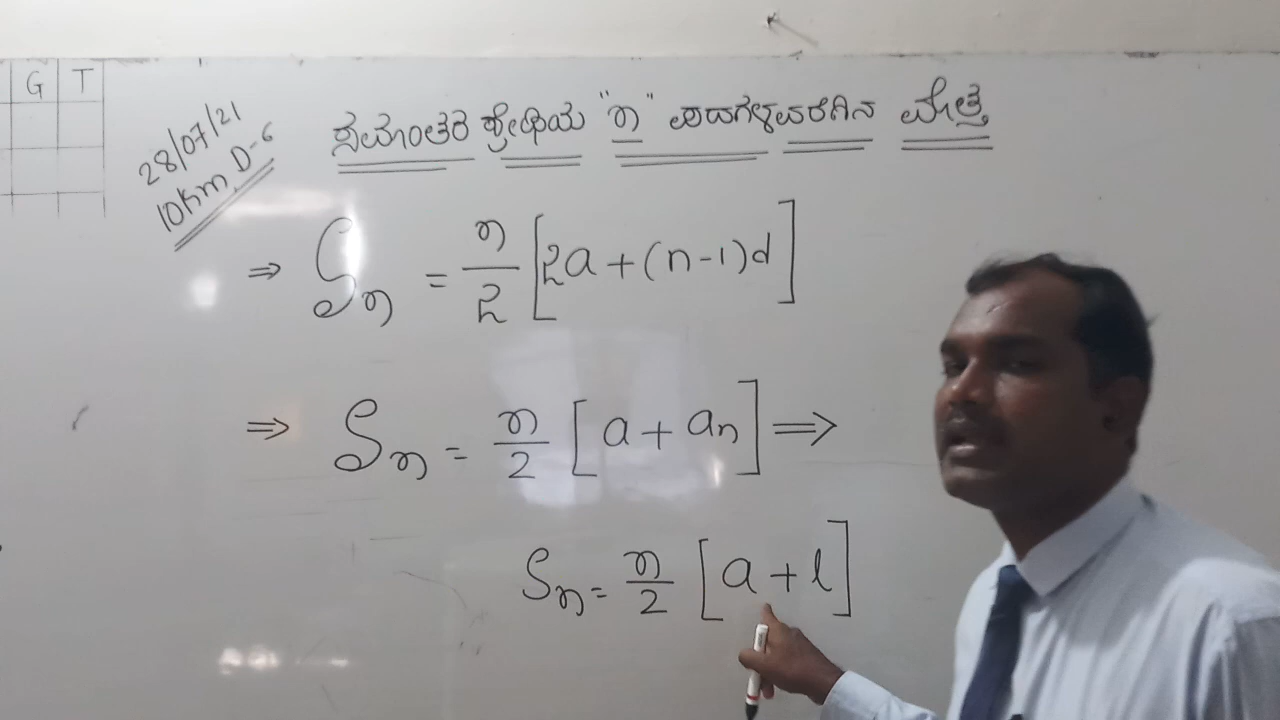 G T
28/07/21
10km D-6
ಸಮಾಂತರ ಶ್ರೇಢಿಯ "n" ಪದಗಳವರೆಗಿನ ಮೊತ್ತ
⇒ Sn = n/2 [2a+(n-1)d]
⇒ Sn = n/2 [a+an] ⇒
Sn = n/2 [a+l]